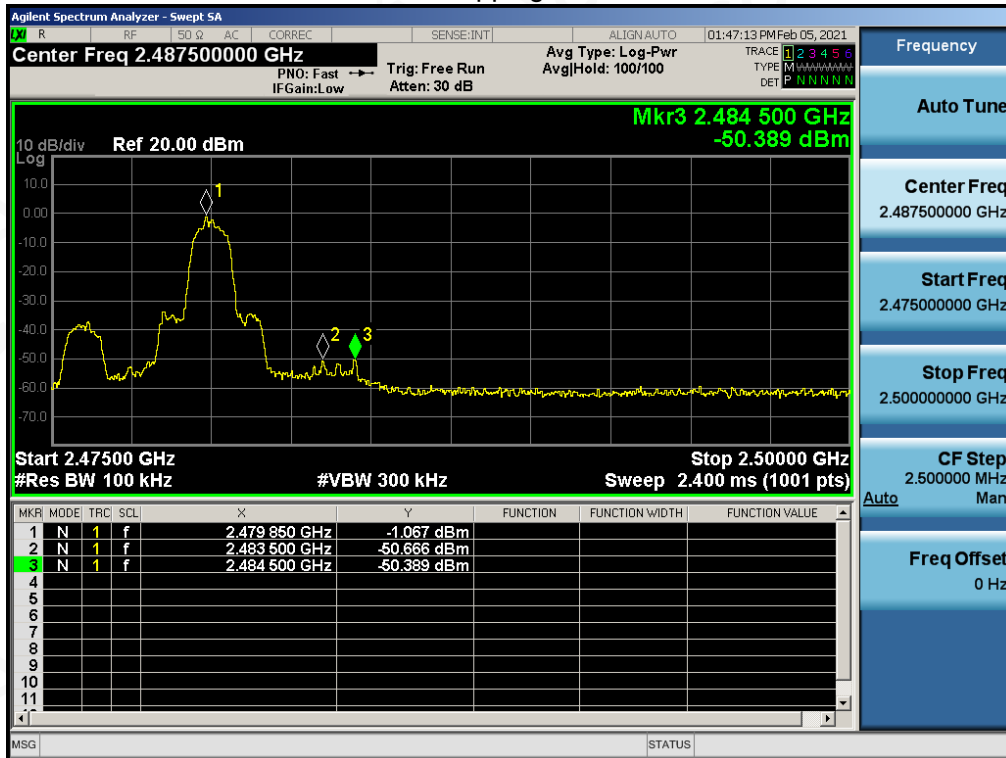 Agilent Spectrum Analyzer - Swept SA
LXI R RF 50 Ω AC CORREC SENSE:INT ALIGN AUTO 01:47:13 PM Feb 05, 2021
Center Freq 2.487500000 GHz
PNO: Fast
IFGain:Low
Trig: Free Run
Atten: 30 dB
Avg Type: Log-Pwr
Avg|Hold: 100/100
TRACE 1 2 3 4 5 6
TYPE M WWWWW
DET P N N N N N
Mkr3 2.484 500 GHz
-50.389 dBm
10 dB/div Ref 20.00 dBm
Log
10.0
0.00
-10.0
-20.0
-30.0
-40.0
-50.0
-60.0
-70.0
1
2
3
Start 2.47500 GHz Stop 2.50000 GHz
#Res BW 100 kHz #VBW 300 kHz Sweep 2.400 ms (1001 pts)
MKR MODE TRC SCL X Y FUNCTION FUNCTION WIDTH FUNCTION VALUE
1 N 1 f 2.479 850 GHz -1.067 dBm
2 N 1 f 2.483 500 GHz -50.666 dBm
3 N 1 f 2.484 500 GHz -50.389 dBm
4
5
6
7
8
9
10
11
MSG STATUS
Frequency
Auto Tune
Center Freq
2.487500000 GHz
Start Freq
2.475000000 GHz
Stop Freq
2.500000000 GHz
CF Step
2.500000 MHz
Auto Man
Freq Offset
0 Hz